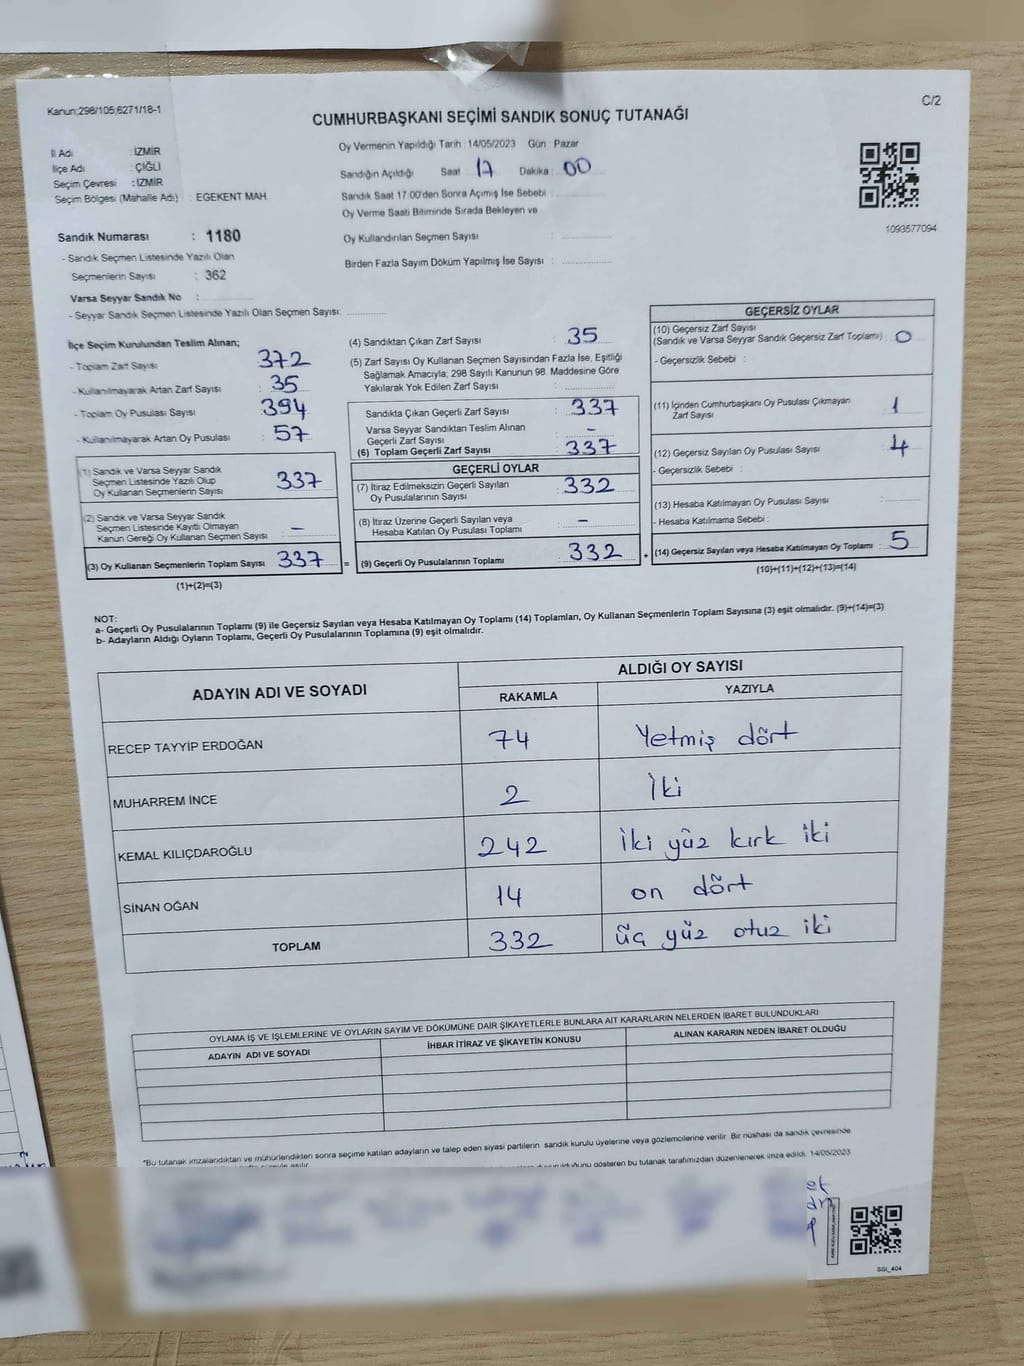 Kanun;298/105;6271/18-1
C/2
CUMHURBAŞKANI SEÇİMİ SANDIK SONUÇ TUTANAĞI
İl Adı : İZMİR
İlçe Adı : ÇİĞLİ
Seçim Çevresi : İZMİR
Seçim Bölgesi (Mahalle Adı) : EGEKENT MAH
Oy Vermenin Yapıldığı Tarih : 14/05/2023 Gün : Pazar
Sandığın Açıldığı Saat : 17 Dakika : 00
Sandık Saat 17:00'den Sonra Açımış İse Sebebi :
Oy Verme Saati Bitiminde Sırada Bekleyen ve
Oy Kullandırılan Seçmen Sayısı :
Birden Fazla Sayım Döküm Yapılmış İse Sayısı :
1093577094
Sandık Numarası : 1180
- Sandık Seçmen Listesinde Yazılı Olan
Seçmenlerin Sayısı : 362
Varsa Seyyar Sandık No :
- Seyyar Sandık Seçmen Listesinde Yazılı Olan Seçmen Sayısı:
İlçe Seçim Kurulundan Teslim Alınan;
- Toplam Zarf Sayısı : 372
- Kullanılmayarak Artan Zarf Sayısı : 35
- Toplam Oy Pusulası Sayısı : 394
- Kullanılmayarak Artan Oy Pusulası : 57
(1) Sandık ve Varsa Seyyar Sandık
Seçmen Listesinde Yazılı Olup
Oy Kullanan Seçmenlerin Sayısı : 337
(2) Sandık ve Varsa Seyyar Sandık
Seçmen Listesinde Kayıtlı Olmayan
Kanun Gereği Oy Kullanan Seçmen Sayısı : -
(3) Oy Kullanan Seçmenlerin Toplam Sayısı : 337
(1)+(2)=(3)
(4) Sandıktan Çıkan Zarf Sayısı : 35
(5) Zarf Sayısı Oy Kullanan Seçmen Sayısından Fazla İse, Eşitliği
Sağlamak Amacıyla; 298 Sayılı Kanunun 98. Maddesine Göre
Yakılarak Yok Edilen Zarf Sayısı :
Sandıkta Çıkan Geçerli Zarf Sayısı : 337
Varsa Seyyar Sandıktan Teslim Alınan
Geçerli Zarf Sayısı : -
(6) Toplam Geçerli Zarf Sayısı : 337
GEÇERLİ OYLAR
(7) İtiraz Edilmeksizin Geçerli Sayılan
Oy Pusulalarının Sayısı : 332
(8) İtiraz Üzerine Geçerli Sayılan veya
Hesaba Katılan Oy Pusulası Toplamı : -
= (9) Geçerli Oy Pusulalarının Toplamı : 332
GEÇERSİZ OYLAR
(10) Geçersiz Zarf Sayısı
(Sandık ve Varsa Seyyar Sandık Geçersiz Zarf Toplamı) : 0
- Geçersizlik Sebebi :
(11) İçinden Cumhurbaşkanı Oy Pusulası Çıkmayan
Zarf Sayısı : 1
(12) Geçersiz Sayılan Oy Pusulası Sayısı : 4
- Geçersizlik Sebebi :
(13) Hesaba Katılmayan Oy Pusulası Sayısı :
- Hesaba Katılmama Sebebi :
+ (14) Geçersiz Sayılan veya Hesaba Katılmayan Oy Toplamı : 5
(10)+(11)+(12)+(13)=(14)
NOT:
a- Geçerli Oy Pusulalarının Toplamı (9) ile Geçersiz Sayılan veya Hesaba Katılmayan Oy Toplamı (14) Toplamları, Oy Kullanan Seçmenlerin Toplam Sayısına (3) eşit olmalıdır. (9)+(14)=(3)
b- Adayların Aldığı Oyların Toplamı, Geçerli Oy Pusulalarının Toplamına (9) eşit olmalıdır.
ADAYIN ADI VE SOYADI
ALDIĞI OY SAYISI
RAKAMLA YAZIYLA
RECEP TAYYİP ERDOĞAN 74 Yetmiş dört
MUHARREM İNCE 2 İki
KEMAL KILIÇDAROĞLU 242 iki yüz kırk iki
SİNAN OĞAN 14 on dört
TOPLAM 332 üç yüz otuz iki
OYLAMA İŞ VE İŞLEMLERİNE VE OYLARIN SAYIM VE DÖKÜMÜNE DAİR ŞİKAYETLERLE BUNLARA AİT KARARLARIN NELERDEN İBARET BULUNDUKLARI
ADAYIN ADI VE SOYADI İHBAR İTİRAZ VE ŞİKAYETİN KONUSU ALINAN KARARIN NEDEN İBARET OLDUĞU
*Bu tutanak imzalandıktan ve mühürlendikten sonra seçime katılan adayların ve talep eden siyasi partilerin sandık kurulu üyelerine veya gözlemcilerine verilir. Bir nüshası da sandık çevresinde
gösteren bu tutanak tarafımızdan düzenlenerek imza edildi. 14/05/2023
SSI_404